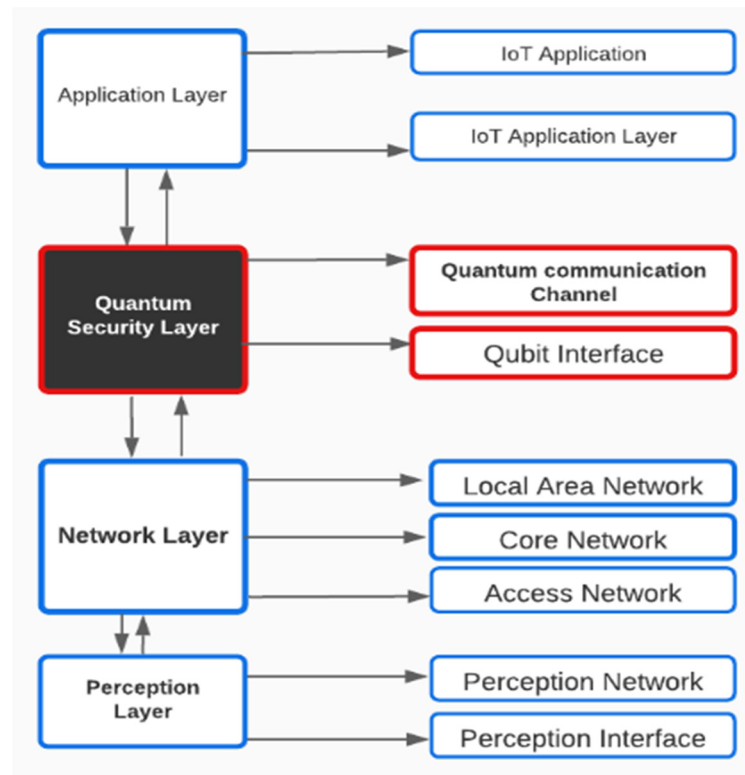 Application Layer
IoT Application
IoT Application Layer
Quantum
Security Layer
Quantum communication
Channel
Qubit Interface
Network Layer
Local Area Network
Core Network
Access Network
Perception
Layer
Perception Network
Perception Interface